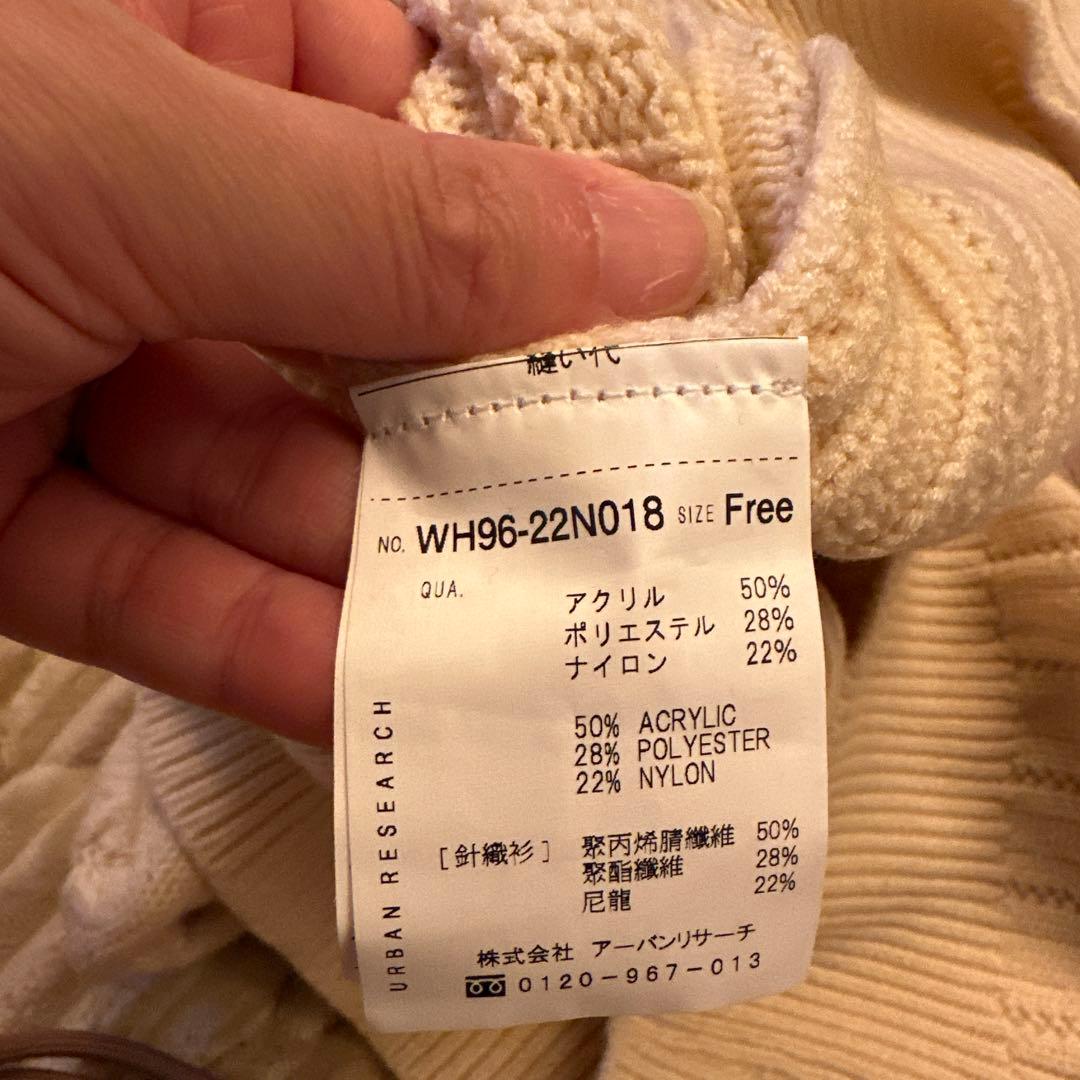 縫い代
NO. WH96-22N018 SIZE Free
QUA.
アクリル 50%
ポリエステル 28%
ナイロン 22%
50% ACRYLIC
28% POLYESTER
22% NYLON
[針織衫] 聚丙烯腈纖維 50%
聚酯纖維 28%
尼龍 22%
URBAN RESEARCH
株式会社 アーバンリサーチ
0120-967-013